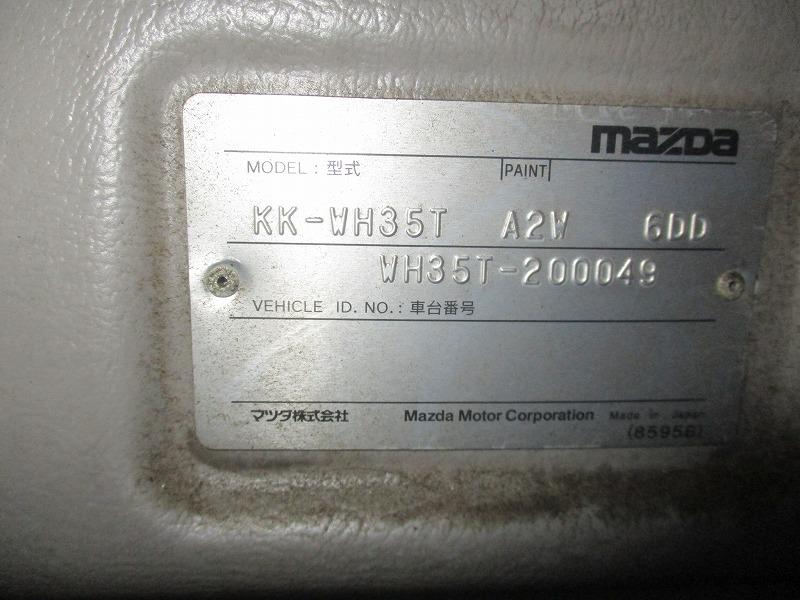 mazda
MODEL : 型式 PAINT
KK-WH35T A2W 6DD
WH35T-200049
VEHICLE ID. NO. : 車台番号
マツダ株式会社 Mazda Motor Corporation Made in Japan
(8595B)